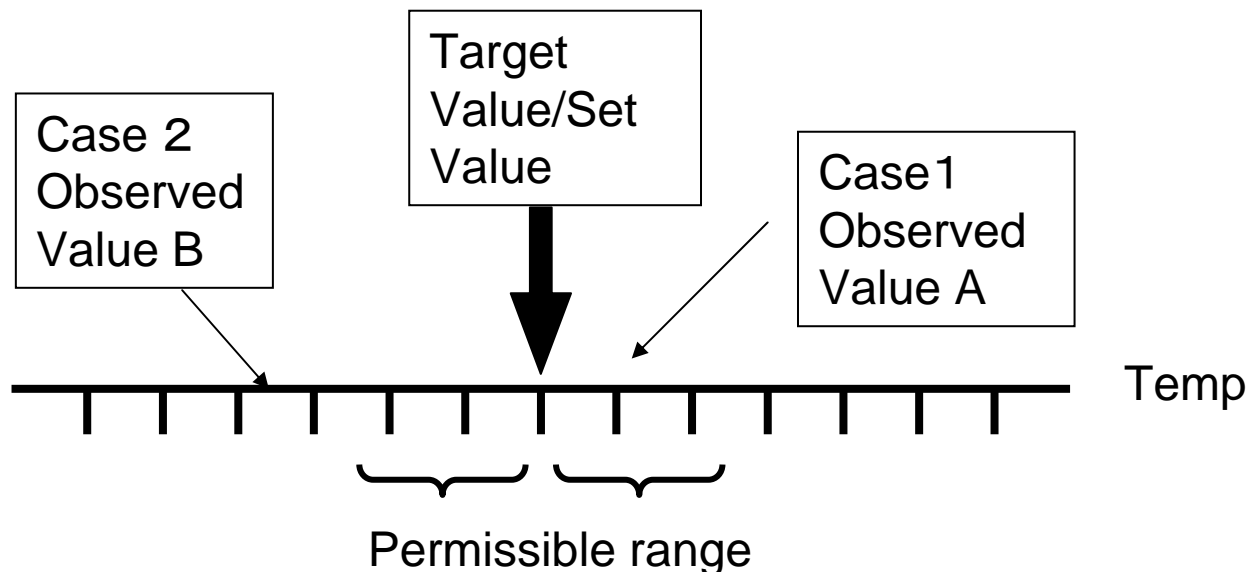 Target
Value/Set
Value
Case 2
Observed
Value B
Case1
Observed
Value A
Temp
Permissible range